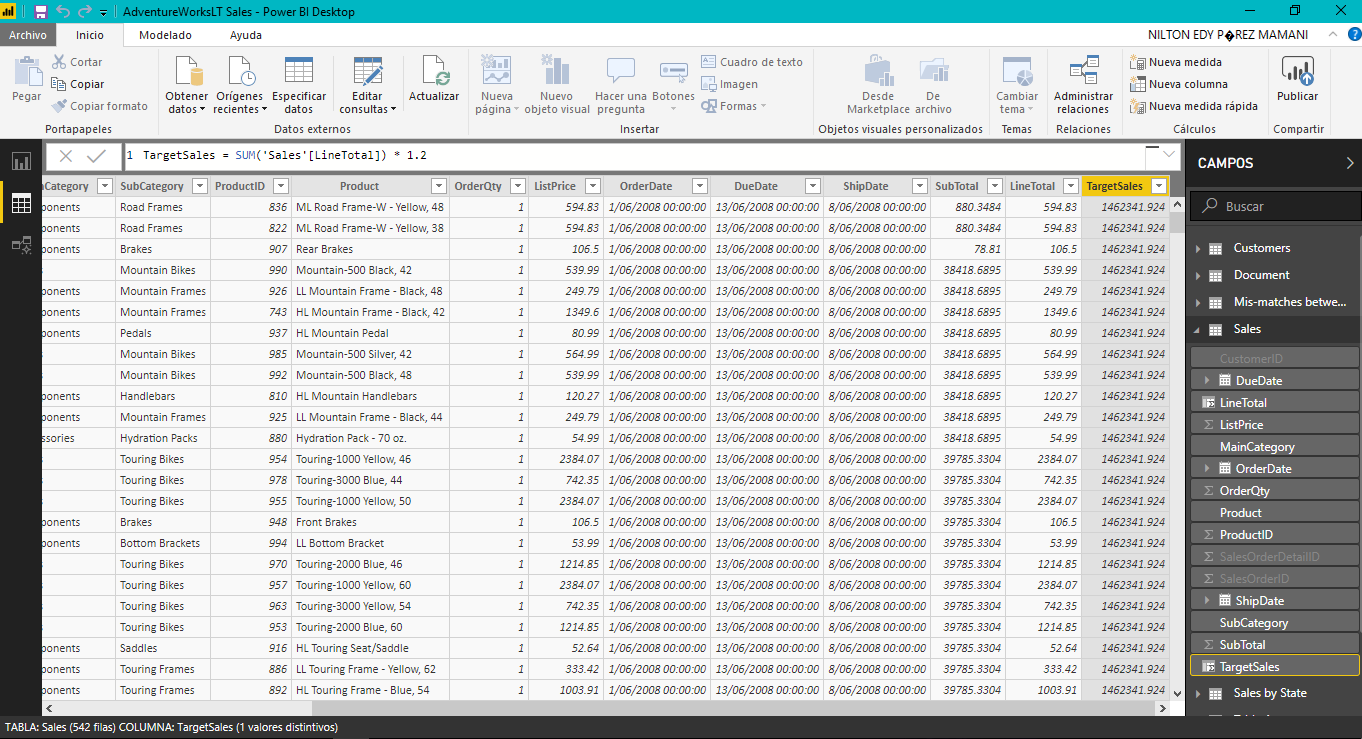 AdventureWorksLT Sales - Power BI Desktop
Archivo Inicio Modelado Ayuda NILTON EDY P�REZ MAMANI
Pegar
Cortar
Copiar
Copiar formato
Portapapeles
Obtener datos
Orígenes recientes
Especificar datos
Editar consultas
Datos externos
Actualizar
Nueva página
Nuevo objeto visual
Hacer una pregunta
Botones
Cuadro de texto
Imagen
Formas
Insertar
Desde Marketplace
De archivo
Objetos visuales personalizados
Cambiar tema
Temas
Administrar relaciones
Relaciones
Nueva medida
Nueva columna
Nueva medida rápida
Cálculos
Publicar
Compartir
1 TargetSales = SUM('Sales'[LineTotal]) * 1.2
Category SubCategory ProductID Product OrderQty ListPrice OrderDate DueDate ShipDate SubTotal LineTotal TargetSales
ponents Road Frames 836 ML Road Frame-W - Yellow, 48 1 594.83 1/06/2008 00:00:00 13/06/2008 00:00:00 8/06/2008 00:00:00 880.3484 594.83 1462341.924
ponents Road Frames 822 ML Road Frame-W - Yellow, 38 1 594.83 1/06/2008 00:00:00 13/06/2008 00:00:00 8/06/2008 00:00:00 880.3484 594.83 1462341.924
ponents Brakes 907 Rear Brakes 1 106.5 1/06/2008 00:00:00 13/06/2008 00:00:00 8/06/2008 00:00:00 78.81 106.5 1462341.924
Mountain Bikes 990 Mountain-500 Black, 42 1 539.99 1/06/2008 00:00:00 13/06/2008 00:00:00 8/06/2008 00:00:00 38418.6895 539.99 1462341.924
ponents Mountain Frames 926 LL Mountain Frame - Black, 48 1 249.79 1/06/2008 00:00:00 13/06/2008 00:00:00 8/06/2008 00:00:00 38418.6895 249.79 1462341.924
ponents Mountain Frames 743 HL Mountain Frame - Black, 42 1 1349.6 1/06/2008 00:00:00 13/06/2008 00:00:00 8/06/2008 00:00:00 38418.6895 1349.6 1462341.924
ponents Pedals 937 HL Mountain Pedal 1 80.99 1/06/2008 00:00:00 13/06/2008 00:00:00 8/06/2008 00:00:00 38418.6895 80.99 1462341.924
Mountain Bikes 985 Mountain-500 Silver, 42 1 564.99 1/06/2008 00:00:00 13/06/2008 00:00:00 8/06/2008 00:00:00 38418.6895 564.99 1462341.924
Mountain Bikes 992 Mountain-500 Black, 48 1 539.99 1/06/2008 00:00:00 13/06/2008 00:00:00 8/06/2008 00:00:00 38418.6895 539.99 1462341.924
ponents Handlebars 810 HL Mountain Handlebars 1 120.27 1/06/2008 00:00:00 13/06/2008 00:00:00 8/06/2008 00:00:00 38418.6895 120.27 1462341.924
ponents Mountain Frames 925 LL Mountain Frame - Black, 44 1 249.79 1/06/2008 00:00:00 13/06/2008 00:00:00 8/06/2008 00:00:00 38418.6895 249.79 1462341.924
ssories Hydration Packs 880 Hydration Pack - 70 oz. 1 54.99 1/06/2008 00:00:00 13/06/2008 00:00:00 8/06/2008 00:00:00 38418.6895 54.99 1462341.924
Touring Bikes 954 Touring-1000 Yellow, 46 1 2384.07 1/06/2008 00:00:00 13/06/2008 00:00:00 8/06/2008 00:00:00 39785.3304 2384.07 1462341.924
Touring Bikes 978 Touring-3000 Blue, 44 1 742.35 1/06/2008 00:00:00 13/06/2008 00:00:00 8/06/2008 00:00:00 39785.3304 742.35 1462341.924
Touring Bikes 955 Touring-1000 Yellow, 50 1 2384.07 1/06/2008 00:00:00 13/06/2008 00:00:00 8/06/2008 00:00:00 39785.3304 2384.07 1462341.924
ponents Brakes 948 Front Brakes 1 106.5 1/06/2008 00:00:00 13/06/2008 00:00:00 8/06/2008 00:00:00 39785.3304 106.5 1462341.924
ponents Bottom Brackets 994 LL Bottom Bracket 1 53.99 1/06/2008 00:00:00 13/06/2008 00:00:00 8/06/2008 00:00:00 39785.3304 53.99 1462341.924
Touring Bikes 970 Touring-2000 Blue, 46 1 1214.85 1/06/2008 00:00:00 13/06/2008 00:00:00 8/06/2008 00:00:00 39785.3304 1214.85 1462341.924
Touring Bikes 957 Touring-1000 Yellow, 60 1 2384.07 1/06/2008 00:00:00 13/06/2008 00:00:00 8/06/2008 00:00:00 39785.3304 2384.07 1462341.924
Touring Bikes 963 Touring-3000 Yellow, 54 1 742.35 1/06/2008 00:00:00 13/06/2008 00:00:00 8/06/2008 00:00:00 39785.3304 742.35 1462341.924
Touring Bikes 953 Touring-2000 Blue, 60 1 1214.85 1/06/2008 00:00:00 13/06/2008 00:00:00 8/06/2008 00:00:00 39785.3304 1214.85 1462341.924
ponents Saddles 916 HL Touring Seat/Saddle 1 52.64 1/06/2008 00:00:00 13/06/2008 00:00:00 8/06/2008 00:00:00 39785.3304 52.64 1462341.924
ponents Touring Frames 886 LL Touring Frame - Yellow, 62 1 333.42 1/06/2008 00:00:00 13/06/2008 00:00:00 8/06/2008 00:00:00 39785.3304 333.42 1462341.924
ponents Touring Frames 892 HL Touring Frame - Blue, 54 1 1003.91 1/06/2008 00:00:00 13/06/2008 00:00:00 8/06/2008 00:00:00 39785.3304 1003.91 1462341.924
CAMPOS
Buscar
Customers
Document
Mis-matches betwe...
Sales
CustomerID
DueDate
LineTotal
ListPrice
MainCategory
OrderDate
OrderQty
Product
ProductID
SalesOrderDetailID
SalesOrderID
ShipDate
SubCategory
SubTotal
TargetSales
Sales by State
TABLA: Sales (542 filas) COLUMNA: TargetSales (1 valores distintivos)